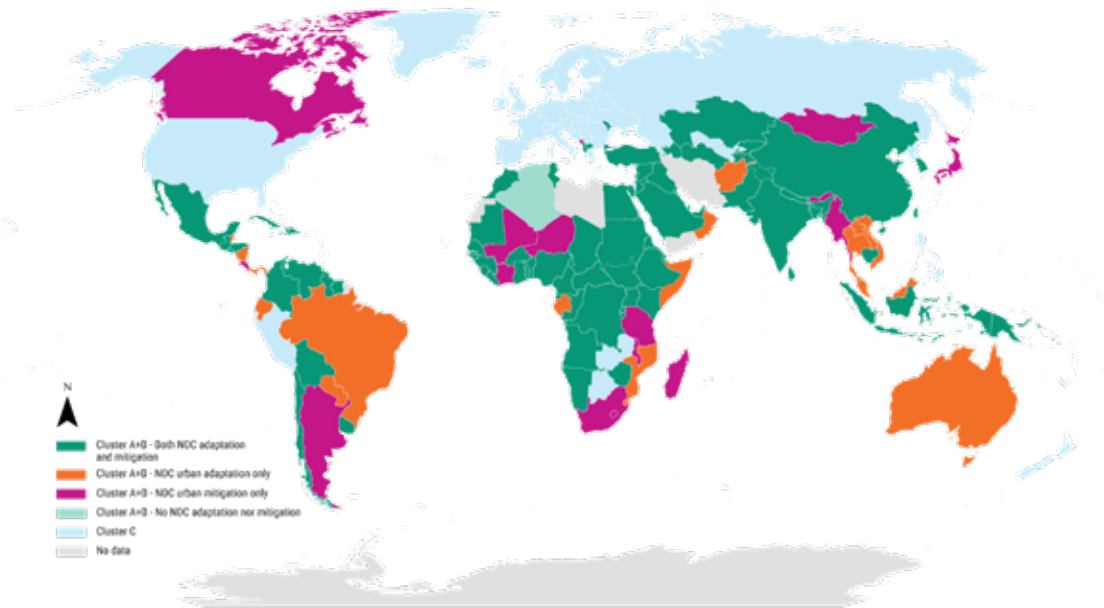 N
Cluster A+B - Both NDC adaptation
and mitigation
Cluster A+B - NDC urban adaptation only
Cluster A+B - NDC urban mitigation only
Cluster A+B - No NDC adaptation nor mitigation
Cluster C
No data